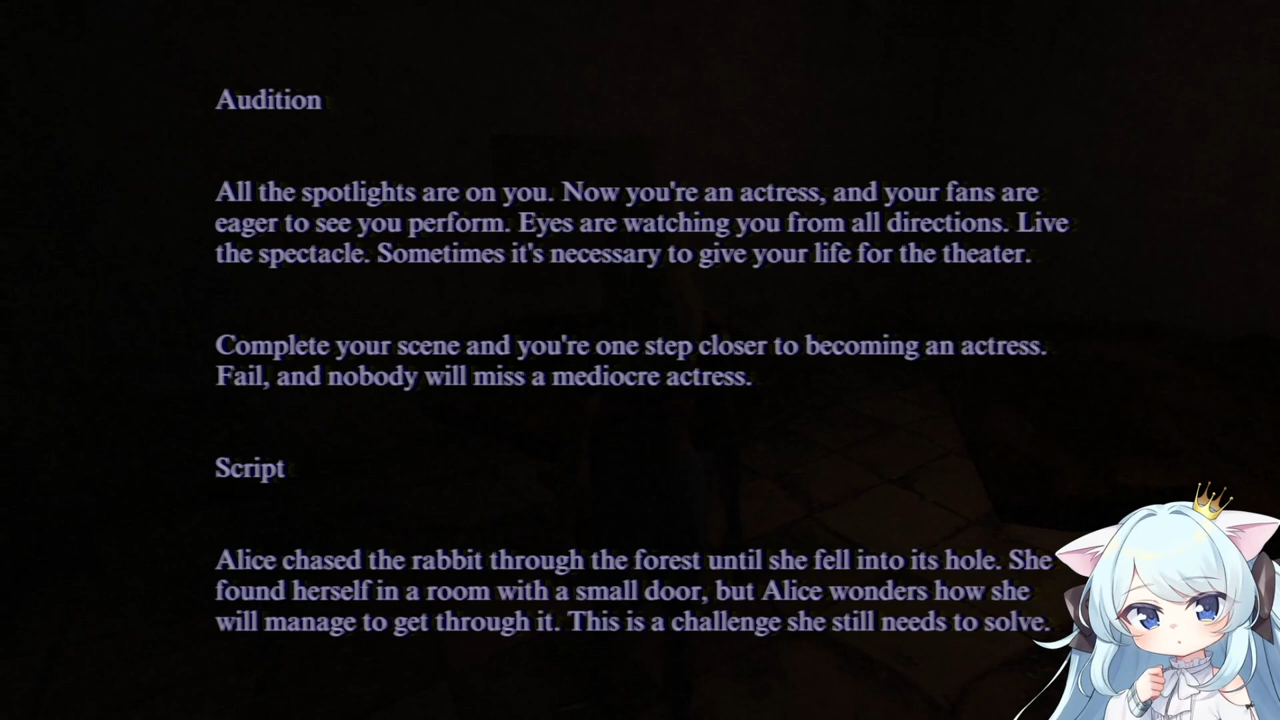 Audition
All the spotlights are on you. Now you're an actress, and your fans are
eager to see you perform. Eyes are watching you from all directions. Live
the spectacle. Sometimes it's necessary to give your life for the theater.
Complete your scene and you're one step closer to becoming an actress.
Fail, and nobody will miss a mediocre actress.
Script
Alice chased the rabbit through the forest until she fell into its hole. She
found herself in a room with a small door, but Alice wonders how she
will manage to get through it. This is a challenge she still needs to solve.